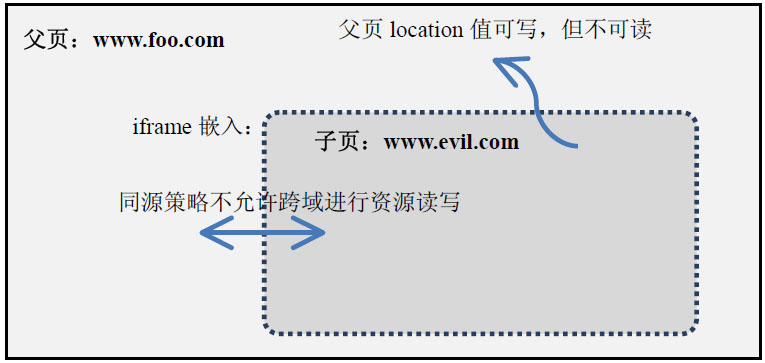 父页：www.foo.com
父页 location 值可写，但不可读
iframe 嵌入：
子页：www.evil.com
同源策略不允许跨域进行资源读写